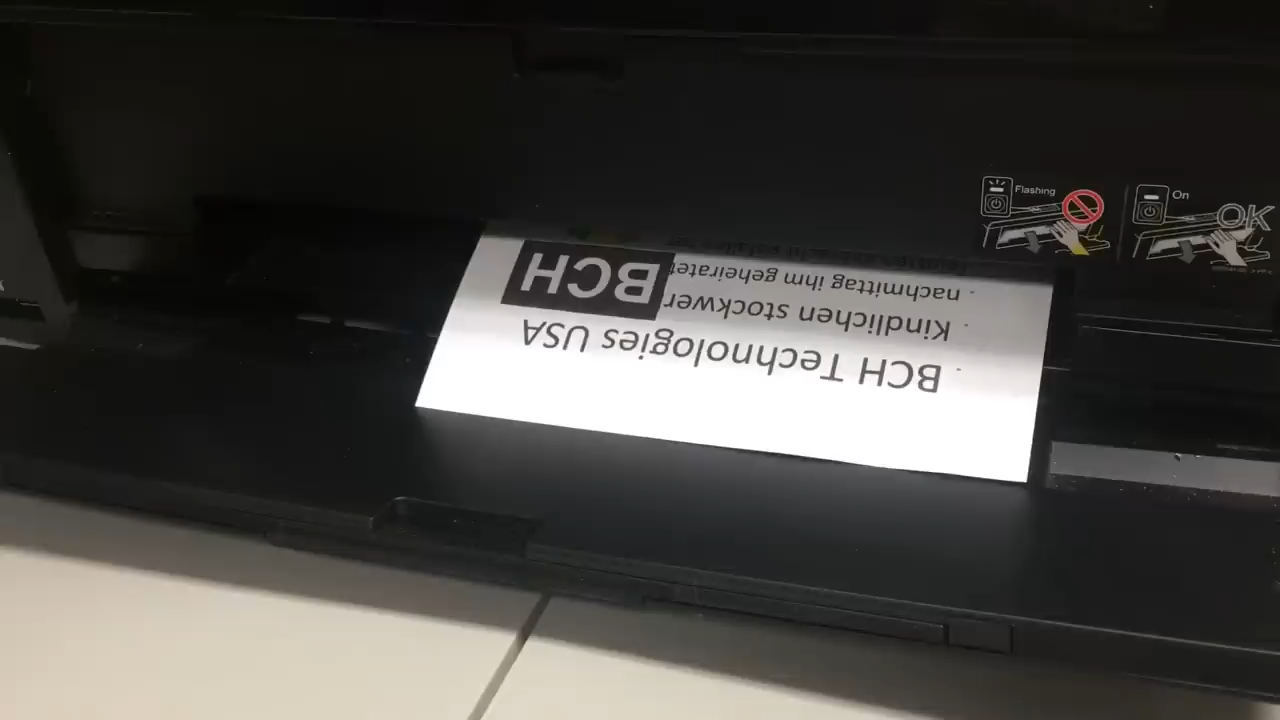 . BCH Technologies USA
. Kindlichen stockwer
. nachmittag ihm geheiratet
BCH
Flashing
On
OK